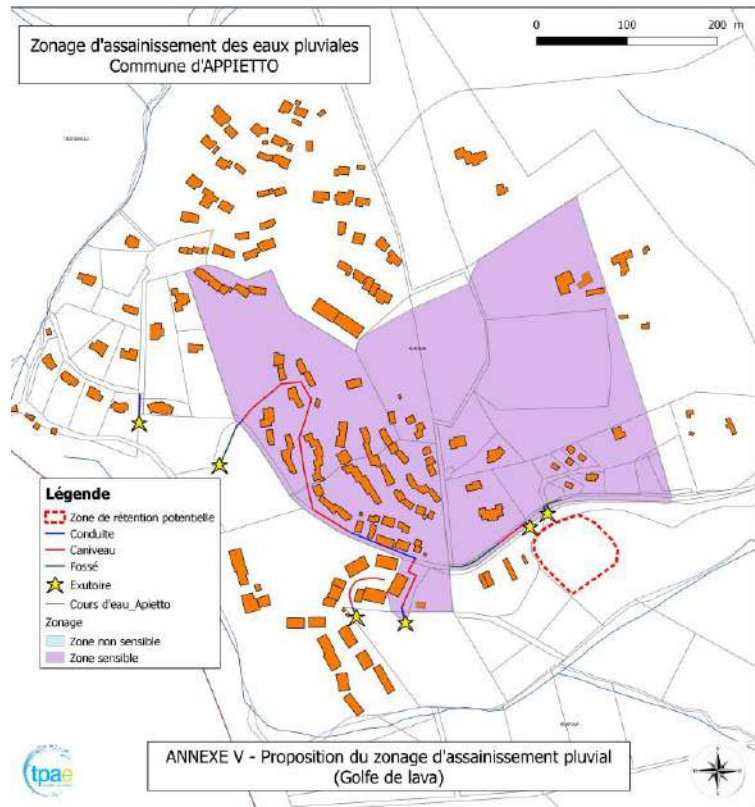 Zonage d'assainissement des eaux pluviales
Commune d'APPIETTO
0 100 200 m
Légende
Zone de rétention potentielle
Conduite
Caniveau
Fossé
Exutoire
Cours d'eau_Apietto
Zonage
Zone non sensible
Zone sensible
tpae
ANNEXE V - Proposition du zonage d'assainissement pluvial
(Golfe de lava)